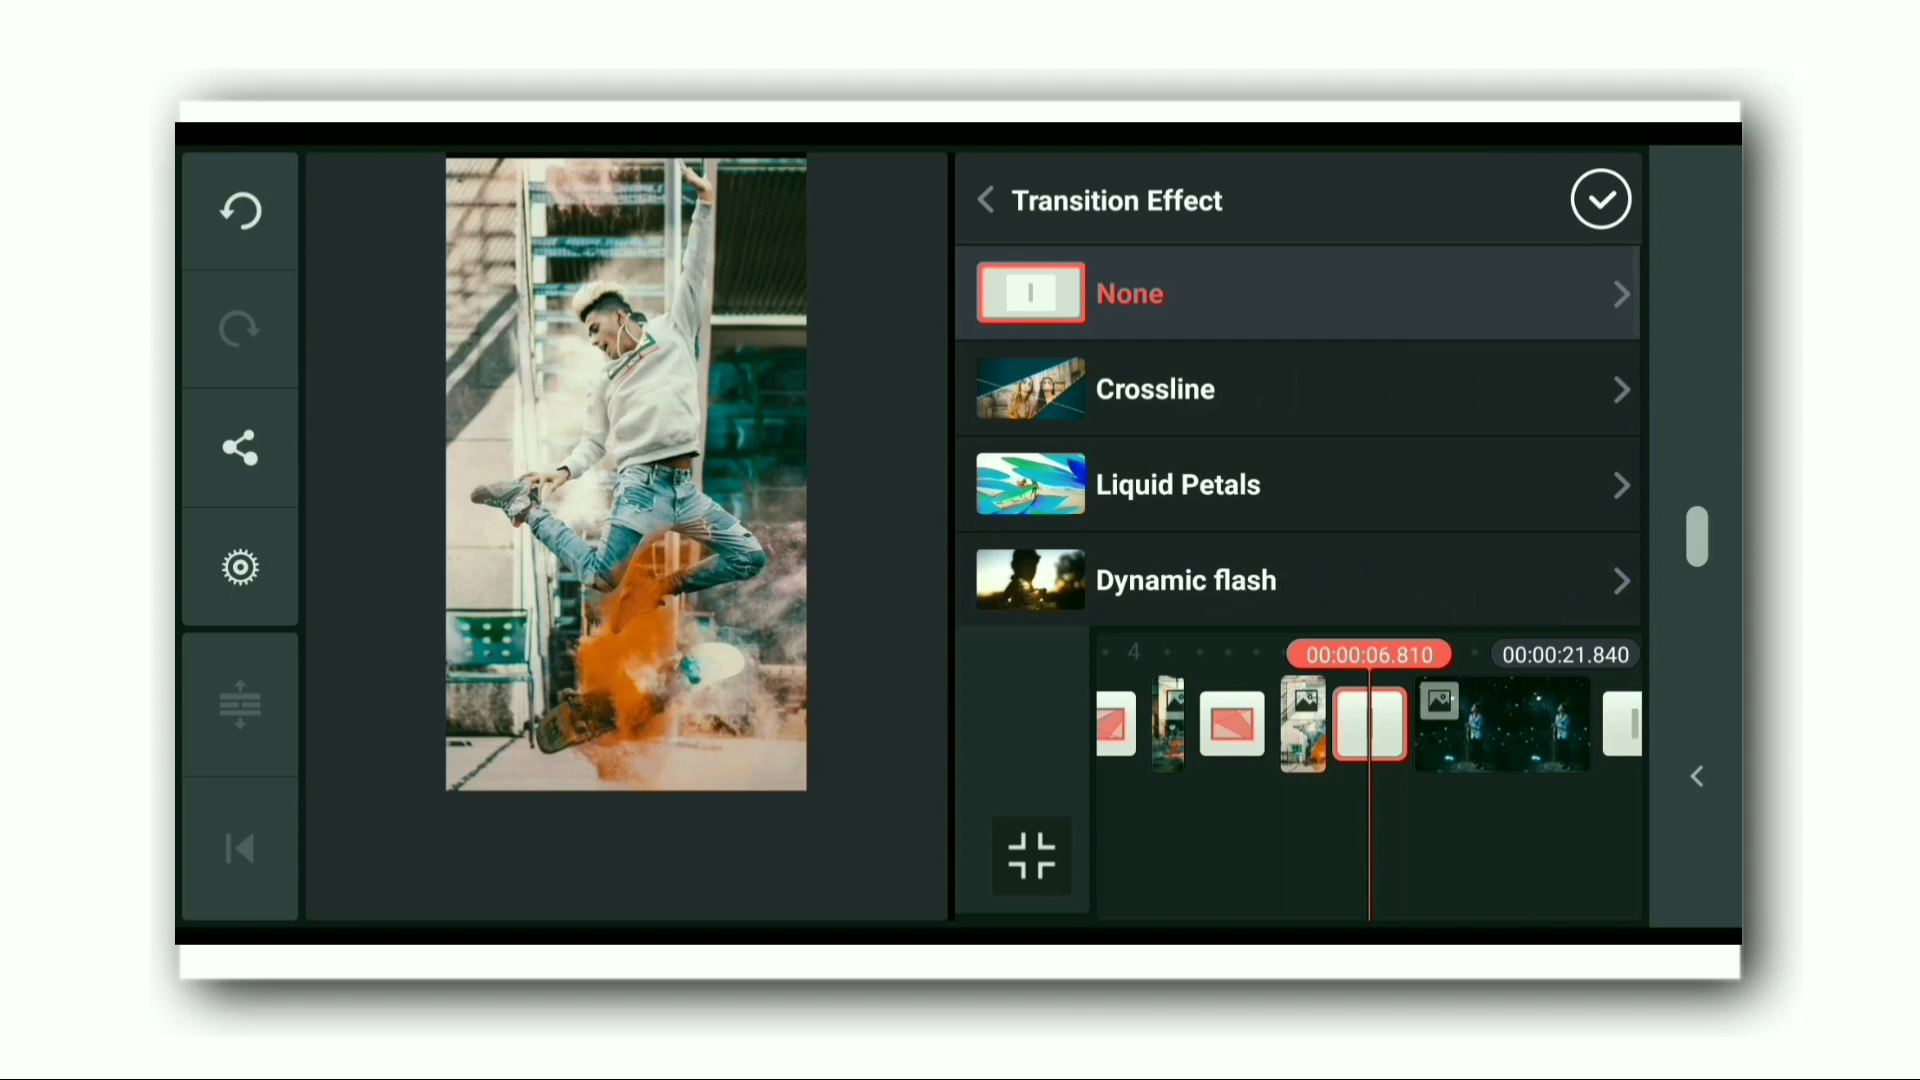 Transition Effect
None
Crossline
Liquid Petals
Dynamic flash
4
00:00:06.810
00:00:21.840